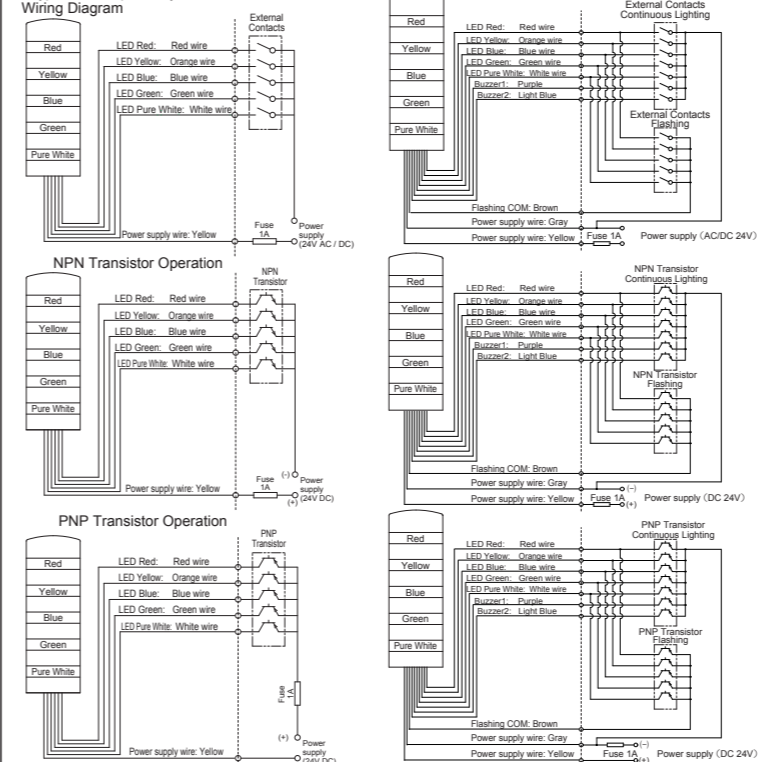 Wiring Diagram
External
Contacts
Red
Yellow
Blue
Green
Pure White
LED Red: Red wire
LED Yellow: Orange wire
LED Blue: Blue wire
LED Green: Green wire
LED Pure White: White wire
Power supply wire: Yellow
Fuse
1A
Power
supply
(24V AC / DC)
External Contacts
Continuous Lighting
Red
Yellow
Blue
Green
Pure White
LED Red: Red wire
LED Yellow: Orange wire
LED Blue: Blue wire
LED Green: Green wire
LED Pure White: White wire
Buzzer1: Purple
Buzzer2: Light Blue
External Contacts
Flashing
Flashing COM: Brown
Power supply wire: Gray
Power supply wire: Yellow
Fuse 1A
Power supply (AC/DC 24V)
NPN Transistor Operation
NPN
Transistor
Red
Yellow
Blue
Green
Pure White
LED Red: Red wire
LED Yellow: Orange wire
LED Blue: Blue wire
LED Green: Green wire
LED Pure White: White wire
Power supply wire: Yellow
Fuse
1A
(-)
Power
supply
(24V DC)
(+)
NPN Transistor
Continuous Lighting
Red
Yellow
Blue
Green
Pure White
LED Red: Red wire
LED Yellow: Orange wire
LED Blue: Blue wire
LED Green: Green wire
LED Pure White: White wire
Buzzer1: Purple
Buzzer2: Light Blue
NPN Transistor
Flashing
Flashing COM: Brown
Power supply wire: Gray
(-)
Power supply wire: Yellow
Fuse 1A
(+)
Power supply (DC 24V)
PNP Transistor Operation
PNP
Transistor
Red
Yellow
Blue
Green
Pure White
LED Red: Red wire
LED Yellow: Orange wire
LED Blue: Blue wire
LED Green: Green wire
LED Pure White: White wire
Fuse
1A
(+)
Power
supply
(24V DC)
Power supply wire: Yellow
PNP Transistor
Continuous Lighting
Red
Yellow
Blue
Green
Pure White
LED Red: Red wire
LED Yellow: Orange wire
LED Blue: Blue wire
LED Green: Green wire
LED Pure White: White wire
Buzzer1: Purple
Buzzer2: Light Blue
PNP Transistor
Flashing
Flashing COM: Brown
Power supply wire: Gray
(-)
Power supply wire: Yellow
Fuse 1A
(+)
Power supply (DC 24V)